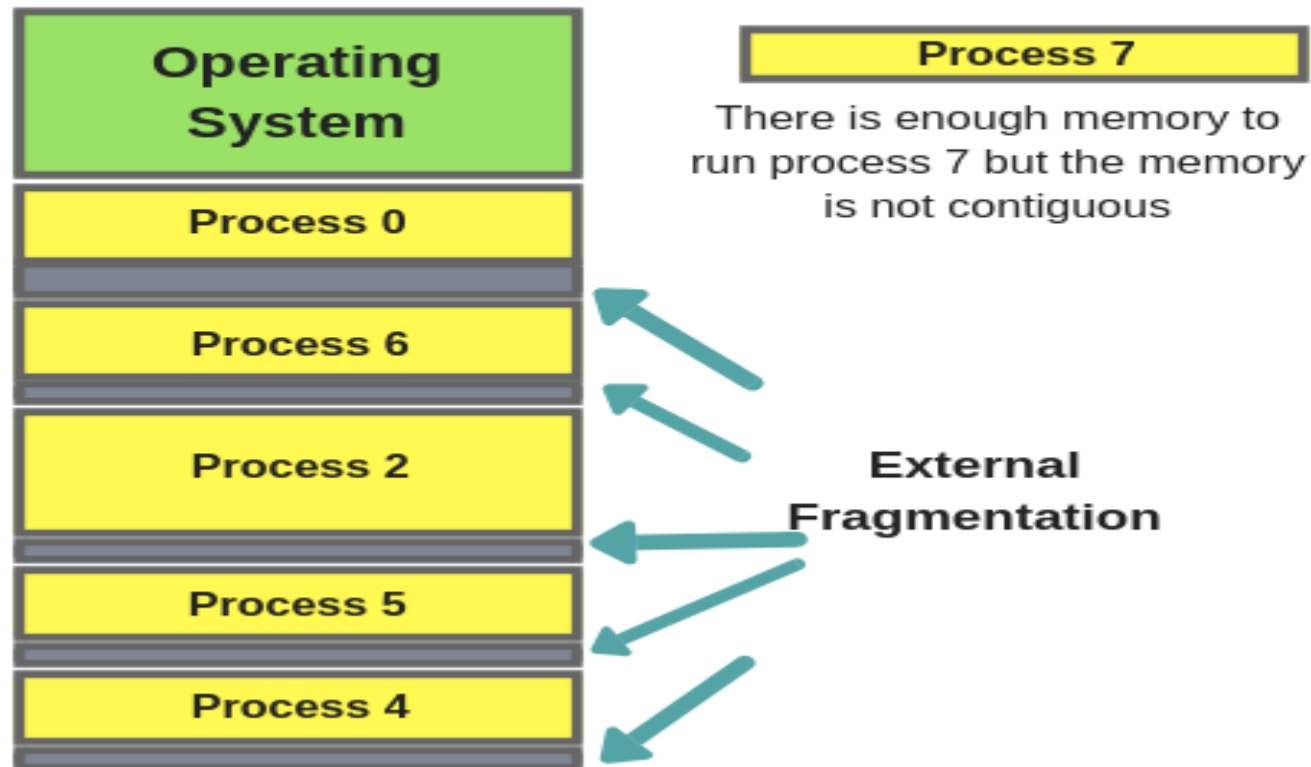 Operating
System
Process 0
Process 6
Process 2
Process 5
Process 4
Process 7
There is enough memory to
run process 7 but the memory
is not contiguous
External
Fragmentation